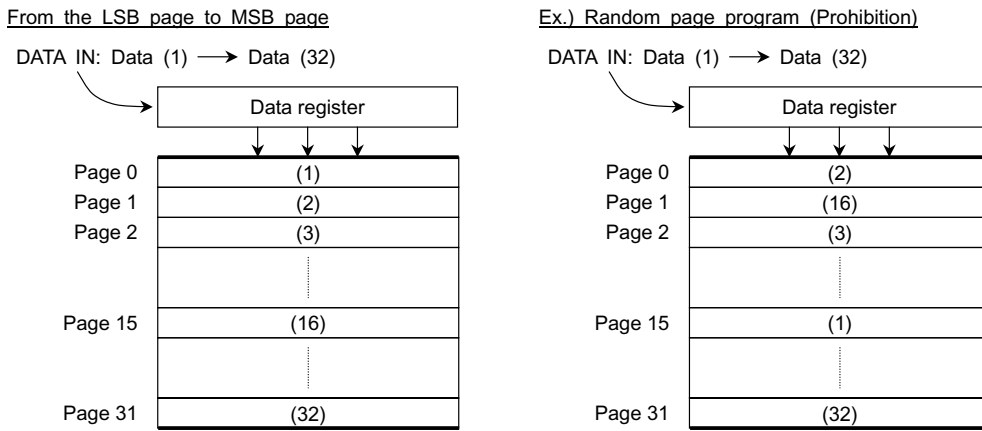 From the LSB page to MSB page
DATA IN: Data (1) → Data (32)
Data register
Page 0 (1)
Page 1 (2)
Page 2 (3)
Page 15 (16)
Page 31 (32)
Ex.) Random page program (Prohibition)
DATA IN: Data (1) → Data (32)
Data register
Page 0 (2)
Page 1 (16)
Page 2 (3)
Page 15 (1)
Page 31 (32)